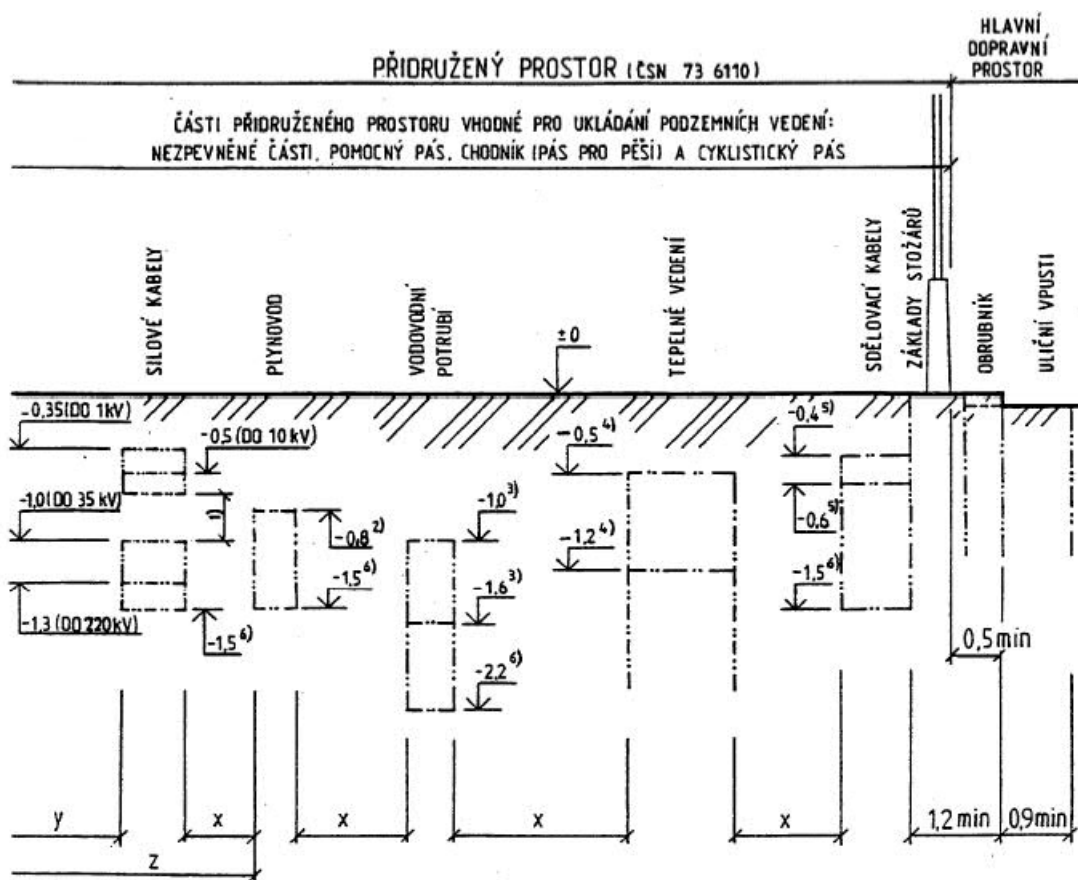 HLAVNÍ
DOPRAVNÍ
PROSTOR
PŘIDRUŽENÝ PROSTOR (ČSN 73 6110)
ČÁSTI PŘIDRUŽENÉHO PROSTORU VHODNÉ PRO UKLÁDÁNÍ PODZEMNÍCH VEDENÍ:
NEZPEVNĚNÉ ČÁSTI, POMOCNÝ PÁS, CHODNÍK (PÁS PRO PĚŠÍ) A CYKLISTICKÝ PÁS
SILOVÉ KABELY
PLYNOVOD
VODOVODNÍ
POTRUBÍ
±0
TEPELNÉ VEDENÍ
SDĚLOVACÍ KABELY
ZÁKLADY STOŽÁRŮ
OBRUBNÍK
ULIČNÍ VPUSTI
-0,35 (DO 1kV)
-0,5 (DO 10 kV)
-1,0 (DO 35 kV)
1)
-1,3 (DO 220kV)
-1,5 6)
-0,8 2)
-1,5 6)
-1,0 3)
-1,6 3)
-2,2 6)
-0,5 4)
-1,2 4)
-0,4 5)
-0,6 5)
-1,5 6)
0,5 min
y
x
x
x
x
1,2 min
0,9 min
z